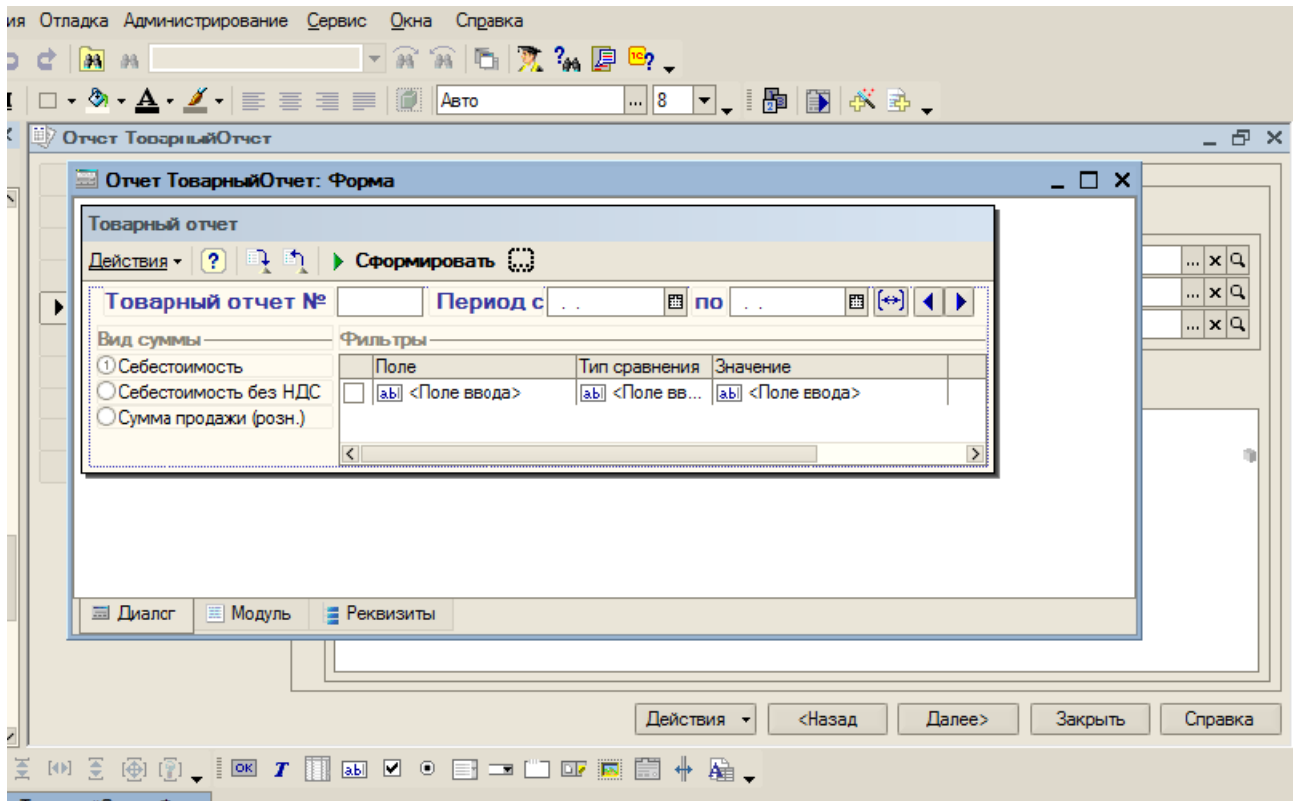 ия Отладка Администрирование Сервис Окна Справка
Авто ... 8
Отчет ТоварныйОтчет
Отчет ТоварныйОтчет: Форма
Товарный отчет
Действия ? Сформировать
Товарный отчет № Период с . . по . .
Вид суммы Фильтры
Себестоимость Поле Тип сравнения Значение
Себестоимость без НДС <Поле ввода> <Поле вв... <Поле ввода>
Сумма продажи (розн.)
Диалог Модуль Реквизиты
Действия <Назад Далее> Закрыть Справка